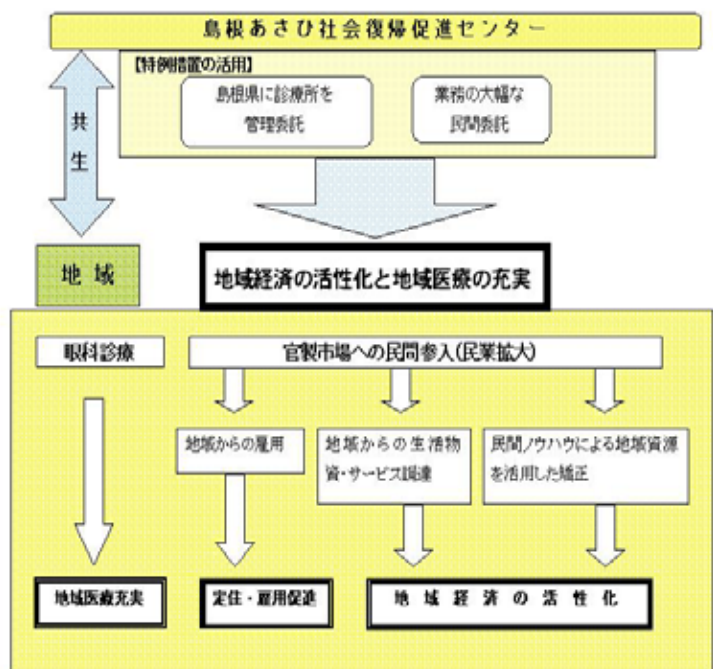 島根あさひ社会復帰促進センター
【特例措置の活用】
島根県に診療所を
管理委託
業務の大幅な
民間委託
共生
地域
地域経済の活性化と地域医療の充実
眼科診療
官製市場への民間参入(民業拡大)
地域からの雇用
地域からの生活物
資・サービス調達
民間ノウハウによる地域資源
を活用した矯正
地域医療充実
定住・雇用促進
地域経済の活性化